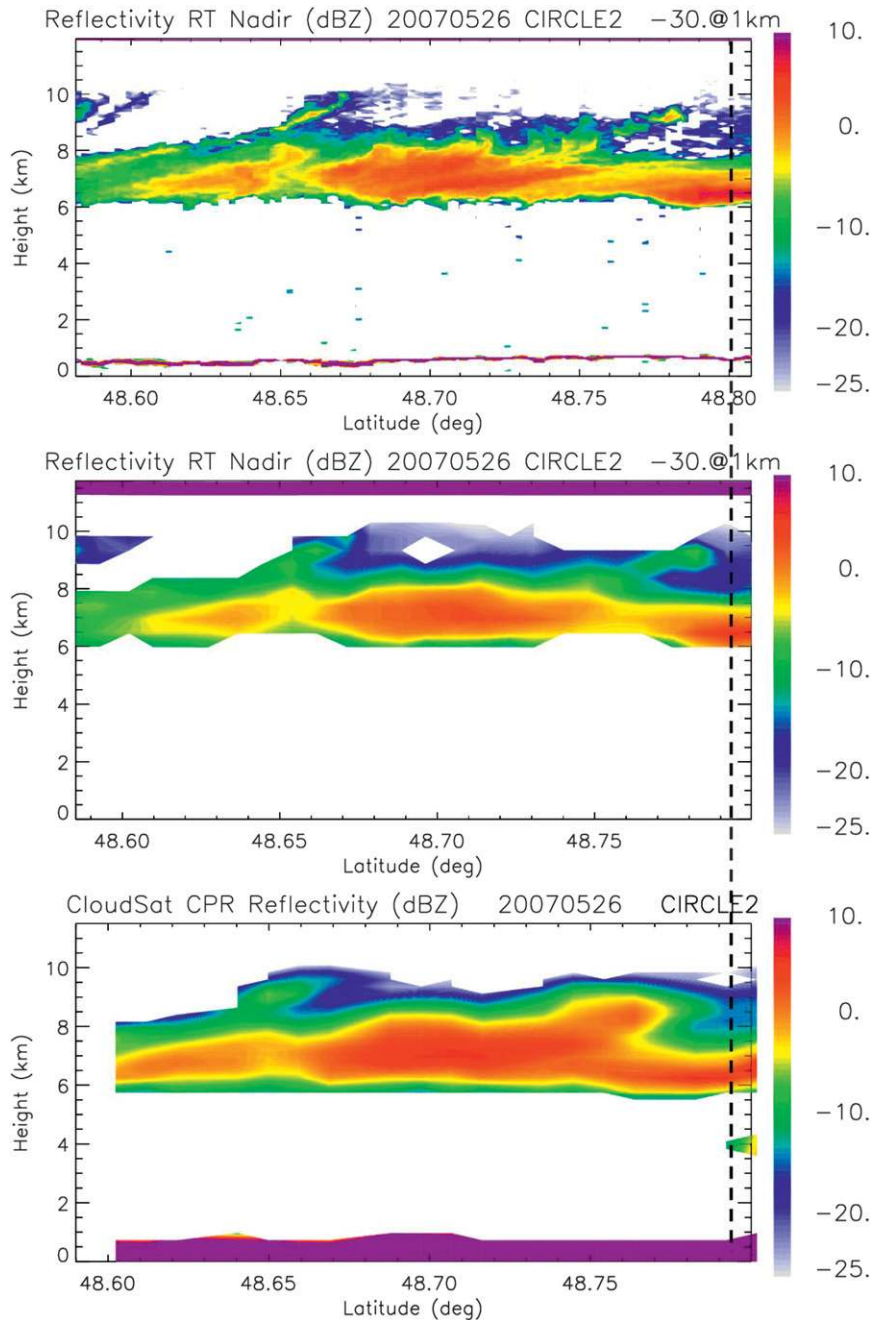 Reflectivity RT Nadir (dBZ) 20070526 CIRCLE2 −30.@1km
10.
0.
−10.
−20.
−25.
10
8
6
4
2
0
Height (km)
48.60 48.65 48.70 48.75 48.80
Latitude (deg)
Reflectivity RT Nadir (dBZ) 20070526 CIRCLE2 −30.@1km
10.
0.
−10.
−20.
−25.
10
8
6
4
2
0
Height (km)
48.60 48.65 48.70 48.75
Latitude (deg)
CloudSat CPR Reflectivity (dBZ) 20070526 CIRCLE2
10.
0.
−10.
−20.
−25.
10
8
6
4
2
0
Height (km)
48.60 48.65 48.70 48.75
Latitude (deg)